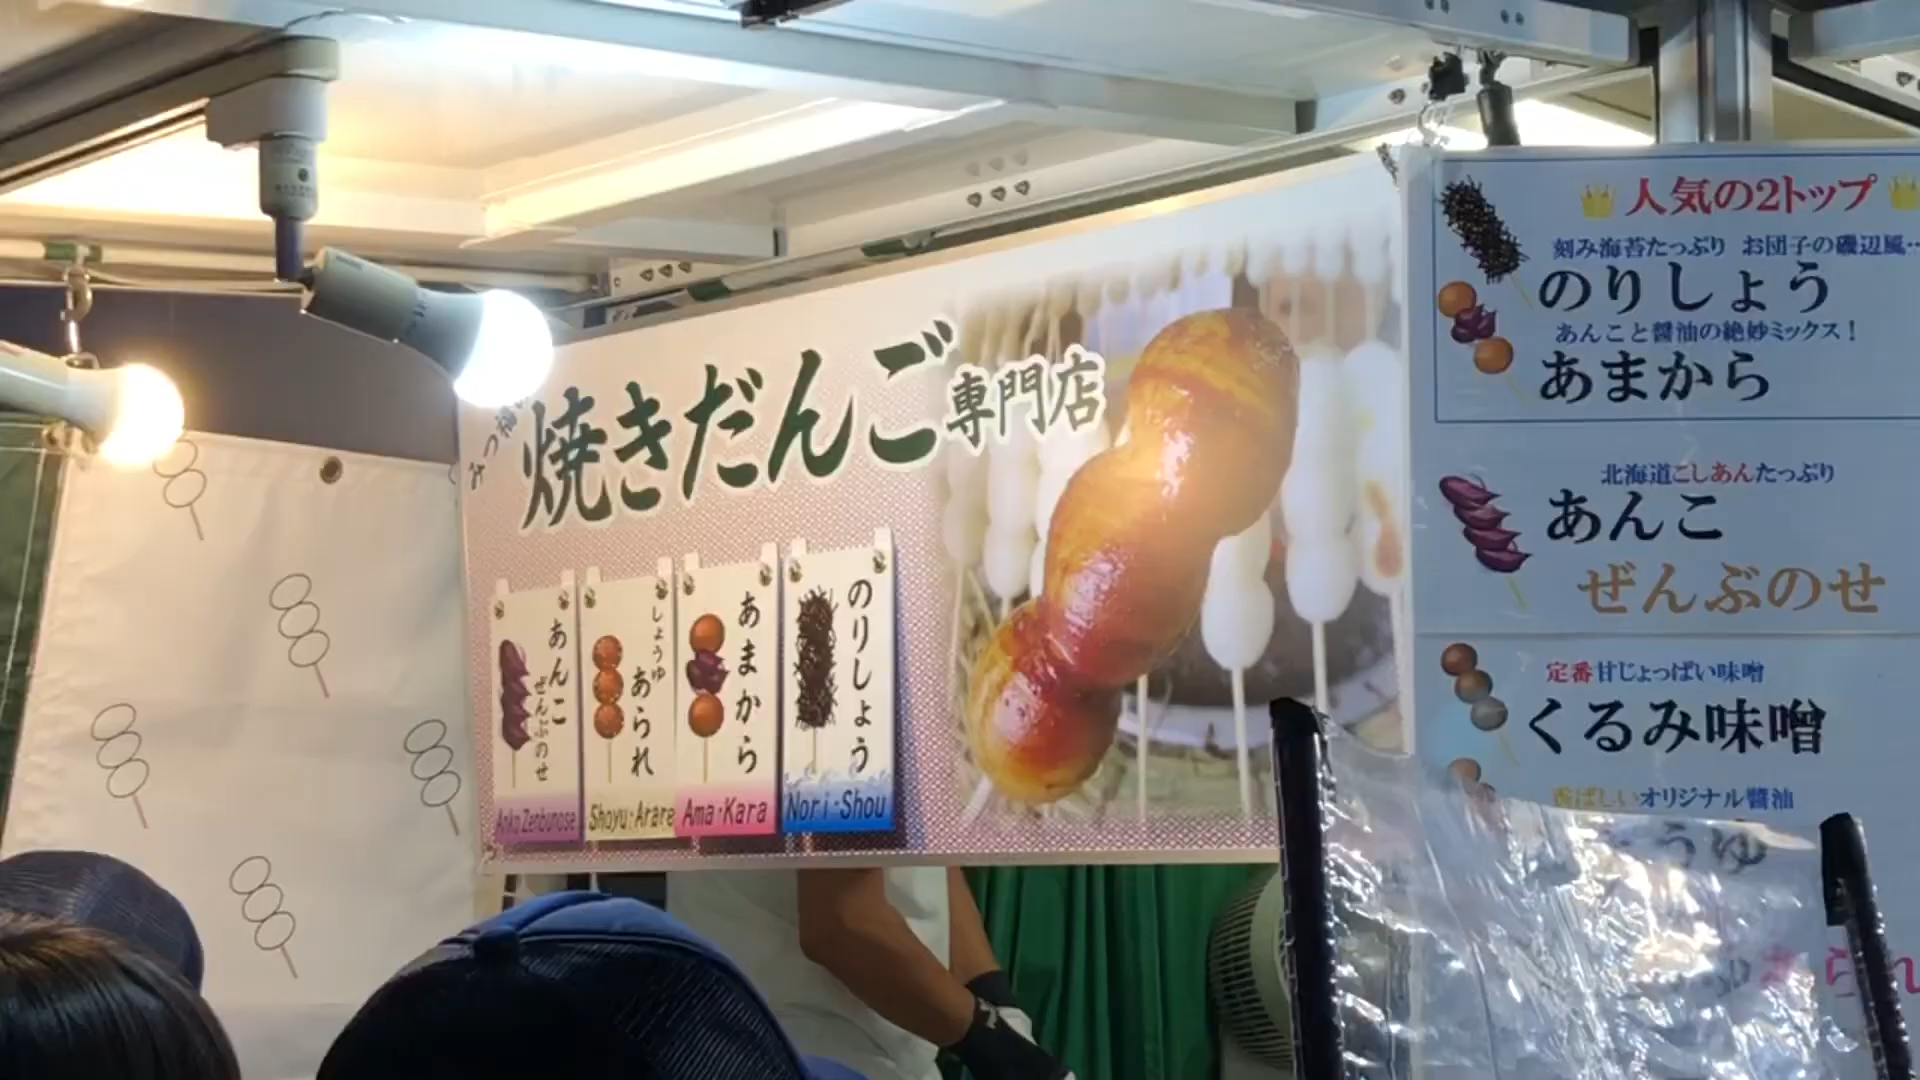 焼きだんご専門店
あんこ
ぜんぶのせ
Anko Zenbunose
しょうゆ
あられ
Shoyu・Arare
あまから
Ama・Kara
のりしょう
Nori・Shou
人気の2トップ
刻み海苔たっぷり お団子の磯辺風…
のりしょう
あんこと醤油の絶妙ミックス！
あまから
北海道こしあんたっぷり
あんこ
ぜんぶのせ
定番甘じょっぱい味噌
くるみ味噌
香ばしいオリジナル醤油
うゆ